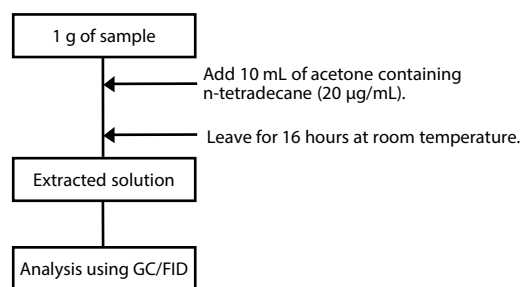 1 g of sample
Add 10 mL of acetone containing
n-tetradecane (20 μg/mL).
Leave for 16 hours at room temperature.
Extracted solution
Analysis using GC/FID